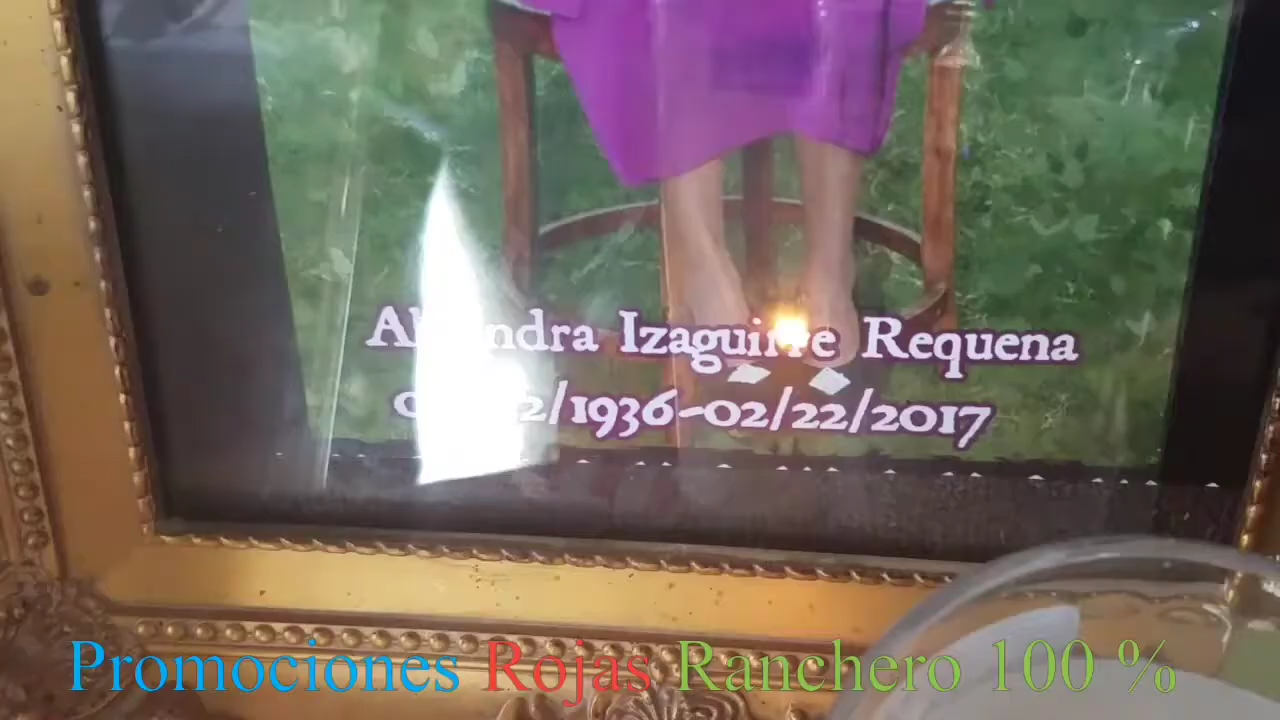 Izaguirre Requena
/1936-02/22/2017
Promociones Rojas Ranchero 100 %